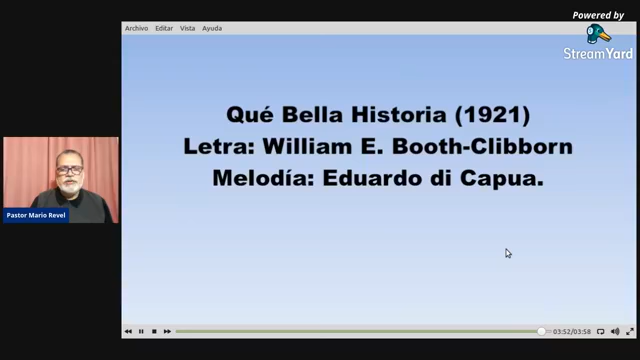 Powered by
StreamYard
Archivo Editar Vista Ayuda
Qué Bella Historia (1921)
Letra: William E. Booth-Clibborn
Melodía: Eduardo di Capua.
Pastor Mario Revel
03:52/03:58